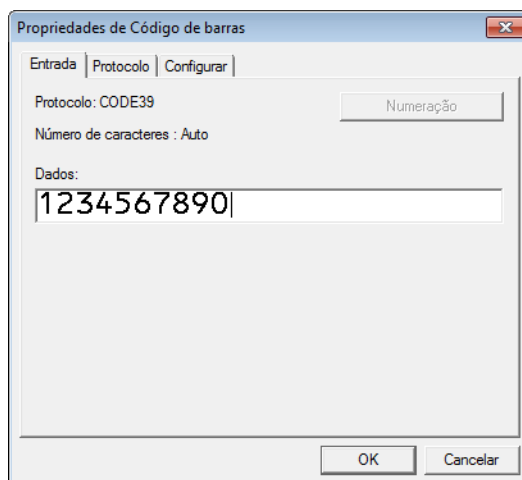 Propriedades de Código de barras
Entrada Protocolo Configurar
Protocolo: CODE39 Numeração
Número de caracteres : Auto
Dados:
1234567890
OK Cancelar